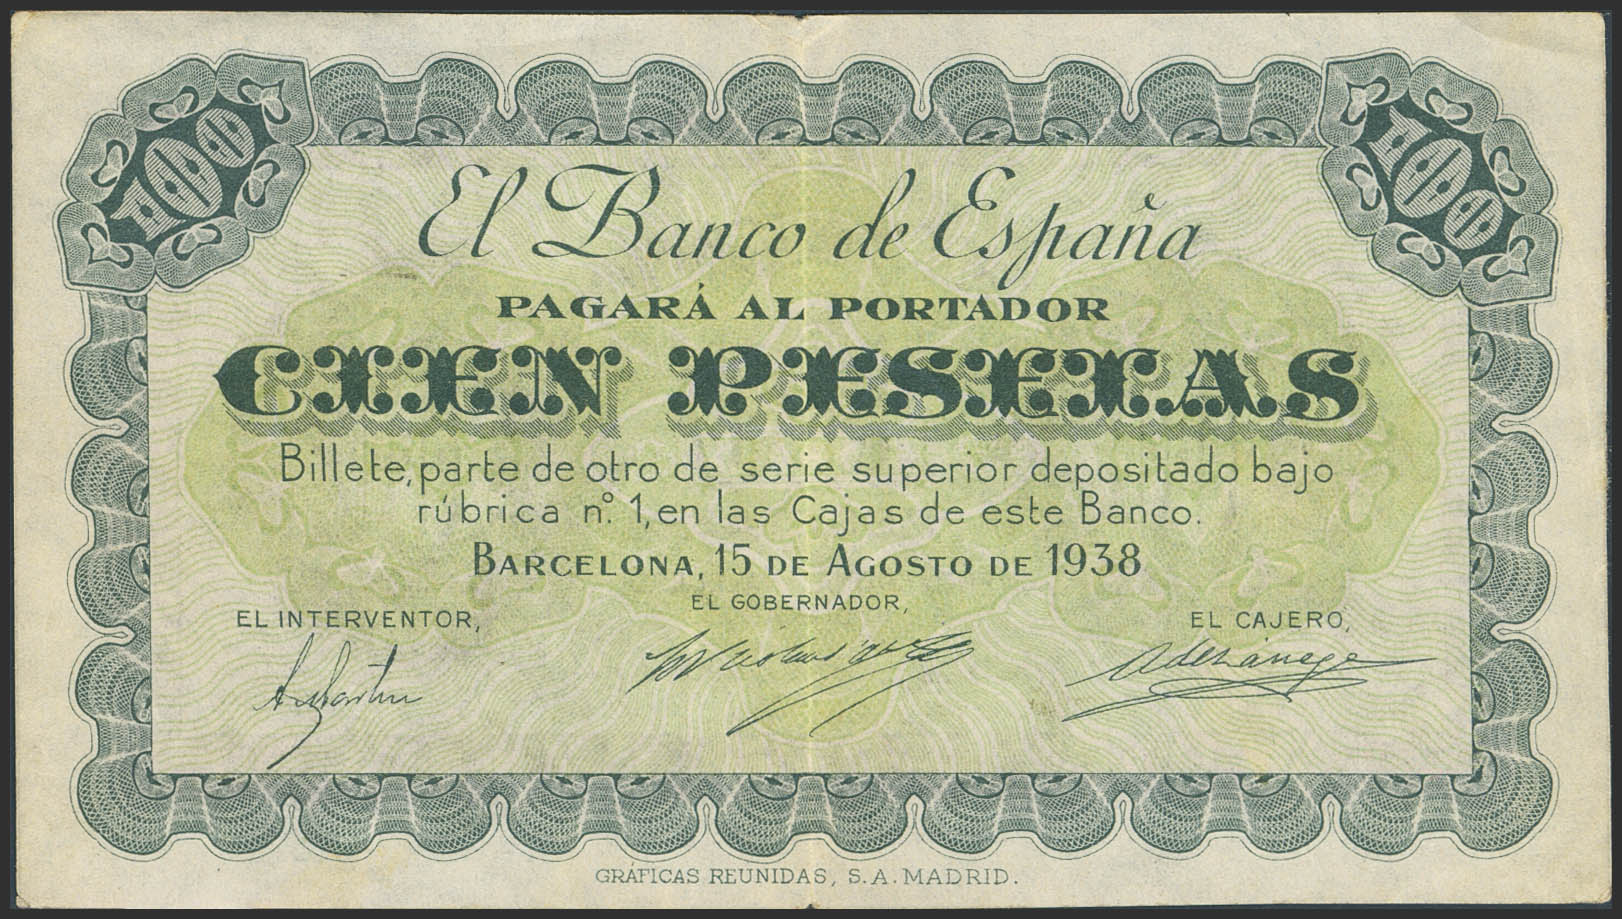 100 100
El Banco de España
PAGARÁ AL PORTADOR
CIEN PESETAS
Billete, parte de otro de serie superior depositado bajo
rúbrica nº. 1, en las Cajas de este Banco.
BARCELONA, 15 DE AGOSTO DE 1938
EL INTERVENTOR, EL GOBERNADOR, EL CAJERO,
GRÁFICAS REUNIDAS, S.A. MADRID.